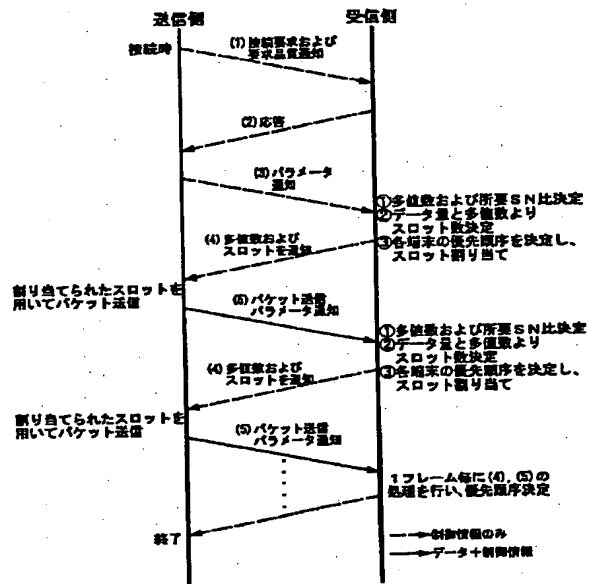 送信側
受信側
接続時
(1) 接続要求および
要求品質通知
(2) 応答
(3) パラメータ
通知
①多値数および所要SN比決定
②データ量と多値数より
スロット数決定
③各端末の優先順序を決定し、
スロット割り当て
(4) 多値数および
スロットを通知
割り当てられたスロットを
用いてパケット送信
(5) パケット送信
パラメータ通知
①多値数および所要SN比決定
②データ量と多値数より
スロット数決定
③各端末の優先順序を決定し、
スロット割り当て
(4) 多値数および
スロットを通知
割り当てられたスロットを
用いてパケット送信
(5) パケット送信
パラメータ通知
1フレーム毎に(4),(5)の
処理を行い、優先順序決定
終了
制御情報のみ
データ+制御情報